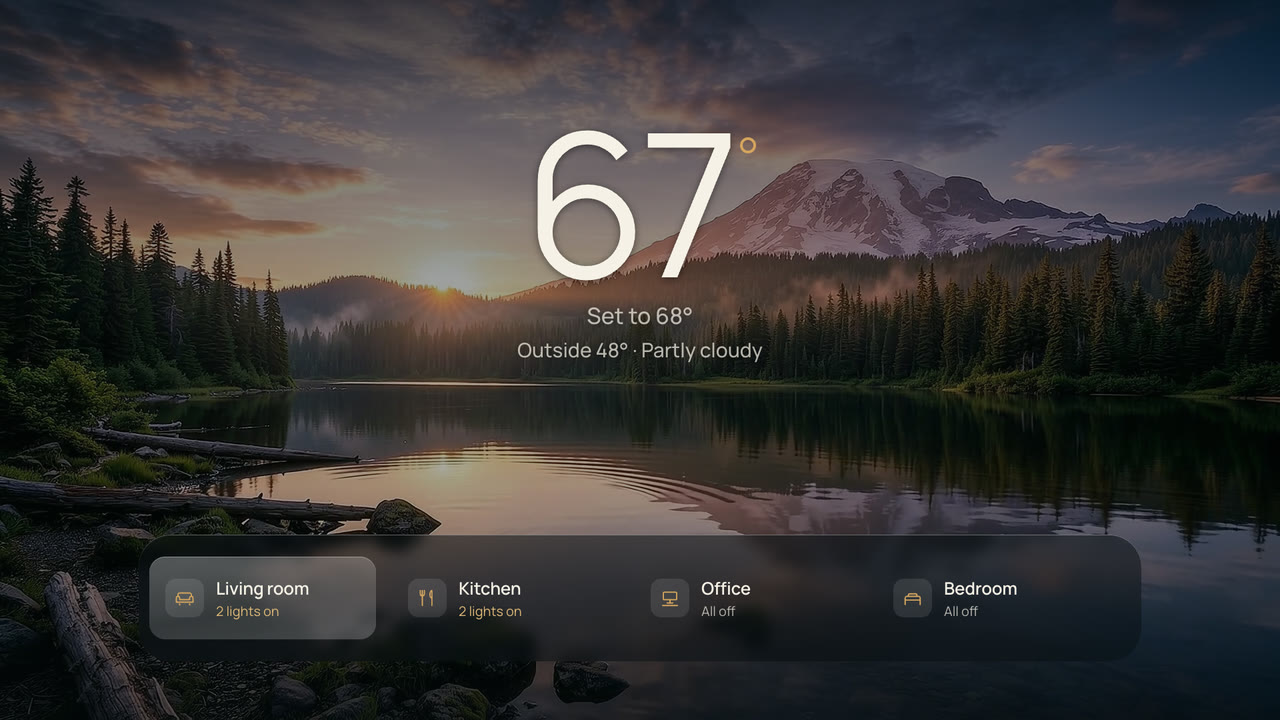 67°
Set to 68°
Outside 48° · Partly cloudy
Living room
2 lights on
Kitchen
2 lights on
Office
All off
Bedroom
All off